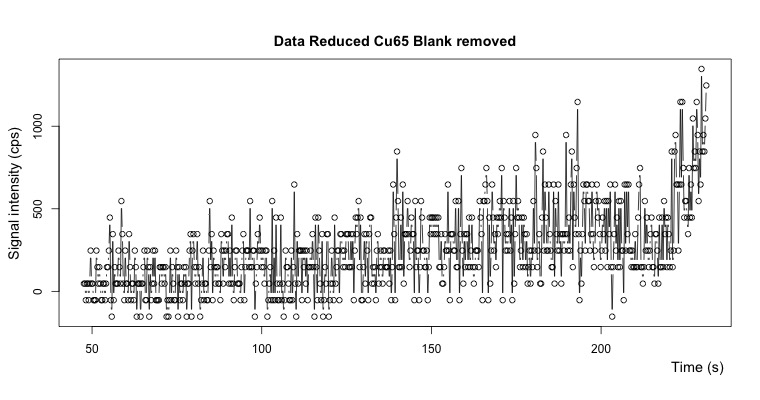 Data Reduced Cu65 Blank removed
Signal intensity (cps)
1000
500
0
50 100 150 200
Time (s)